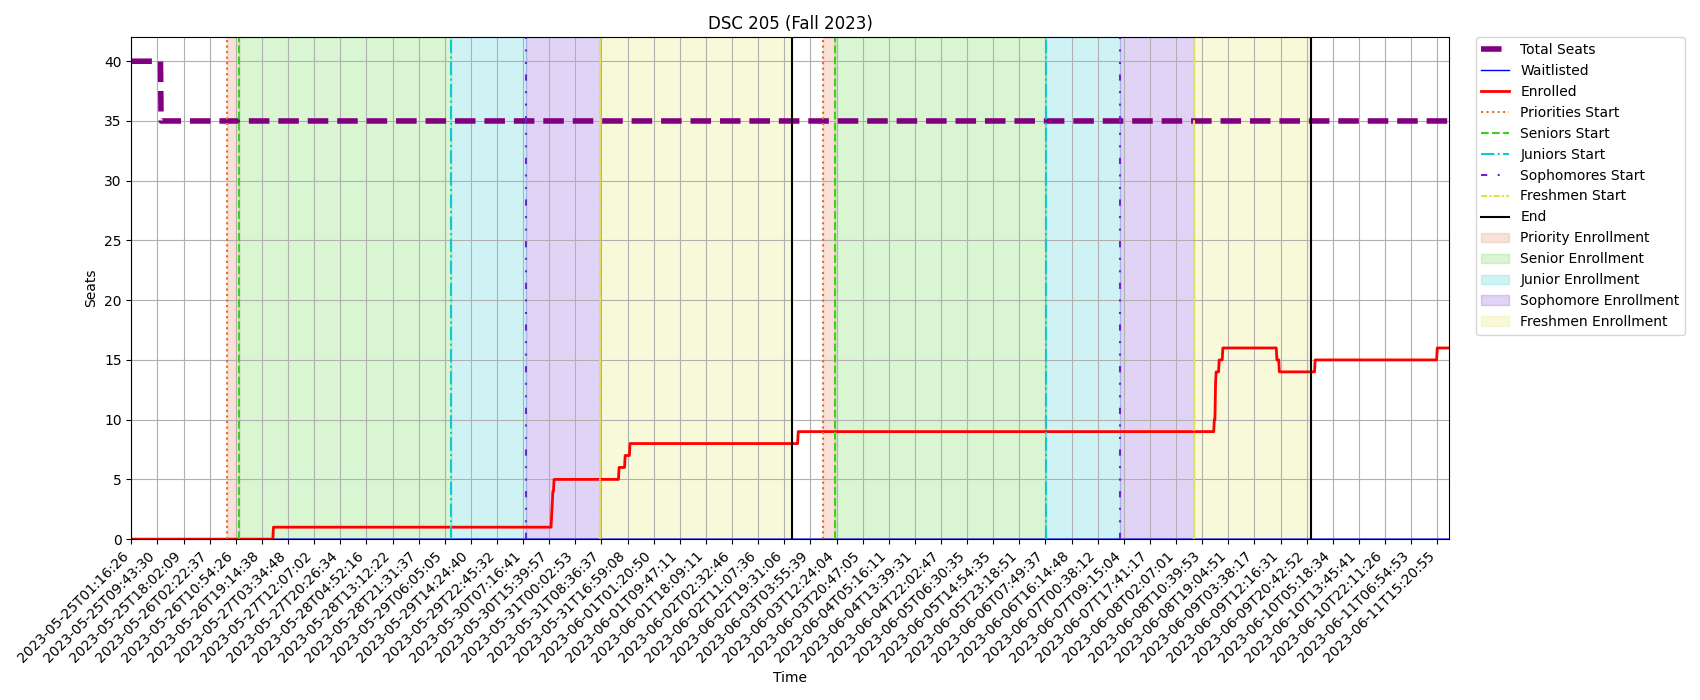 DSC 205 (Fall 2023)
Seats
40
35
30
25
20
15
10
5
0
2023-05-25T01:16:26
2023-05-25T09:43:30
2023-05-25T18:02:09
2023-05-26T02:22:37
2023-05-26T10:54:26
2023-05-26T19:14:38
2023-05-27T03:34:48
2023-05-27T12:07:02
2023-05-27T20:26:34
2023-05-28T04:52:16
2023-05-28T13:12:22
2023-05-28T21:31:37
2023-05-29T06:05:05
2023-05-29T14:24:40
2023-05-29T22:45:32
2023-05-30T07:16:41
2023-05-30T15:39:57
2023-05-31T00:02:53
2023-05-31T08:36:37
2023-05-31T16:59:08
2023-06-01T01:20:50
2023-06-01T09:47:11
2023-06-01T18:09:11
2023-06-02T02:32:46
2023-06-02T11:07:36
2023-06-02T19:31:06
2023-06-03T03:55:39
2023-06-03T12:24:04
2023-06-03T20:47:05
2023-06-04T05:16:11
2023-06-04T13:39:31
2023-06-04T22:02:47
2023-06-05T06:30:35
2023-06-05T14:54:35
2023-06-05T23:18:51
2023-06-06T07:49:37
2023-06-06T16:14:48
2023-06-07T00:38:12
2023-06-07T09:15:04
2023-06-07T17:41:17
2023-06-08T02:07:01
2023-06-08T10:39:53
2023-06-08T19:04:51
2023-06-09T03:38:17
2023-06-09T12:16:31
2023-06-09T20:42:52
2023-06-10T05:18:34
2023-06-10T13:45:41
2023-06-10T22:11:26
2023-06-11T06:54:53
2023-06-11T15:20:55
Time
Total Seats
Waitlisted
Enrolled
Priorities Start
Seniors Start
Juniors Start
Sophomores Start
Freshmen Start
End
Priority Enrollment
Senior Enrollment
Junior Enrollment
Sophomore Enrollment
Freshmen Enrollment